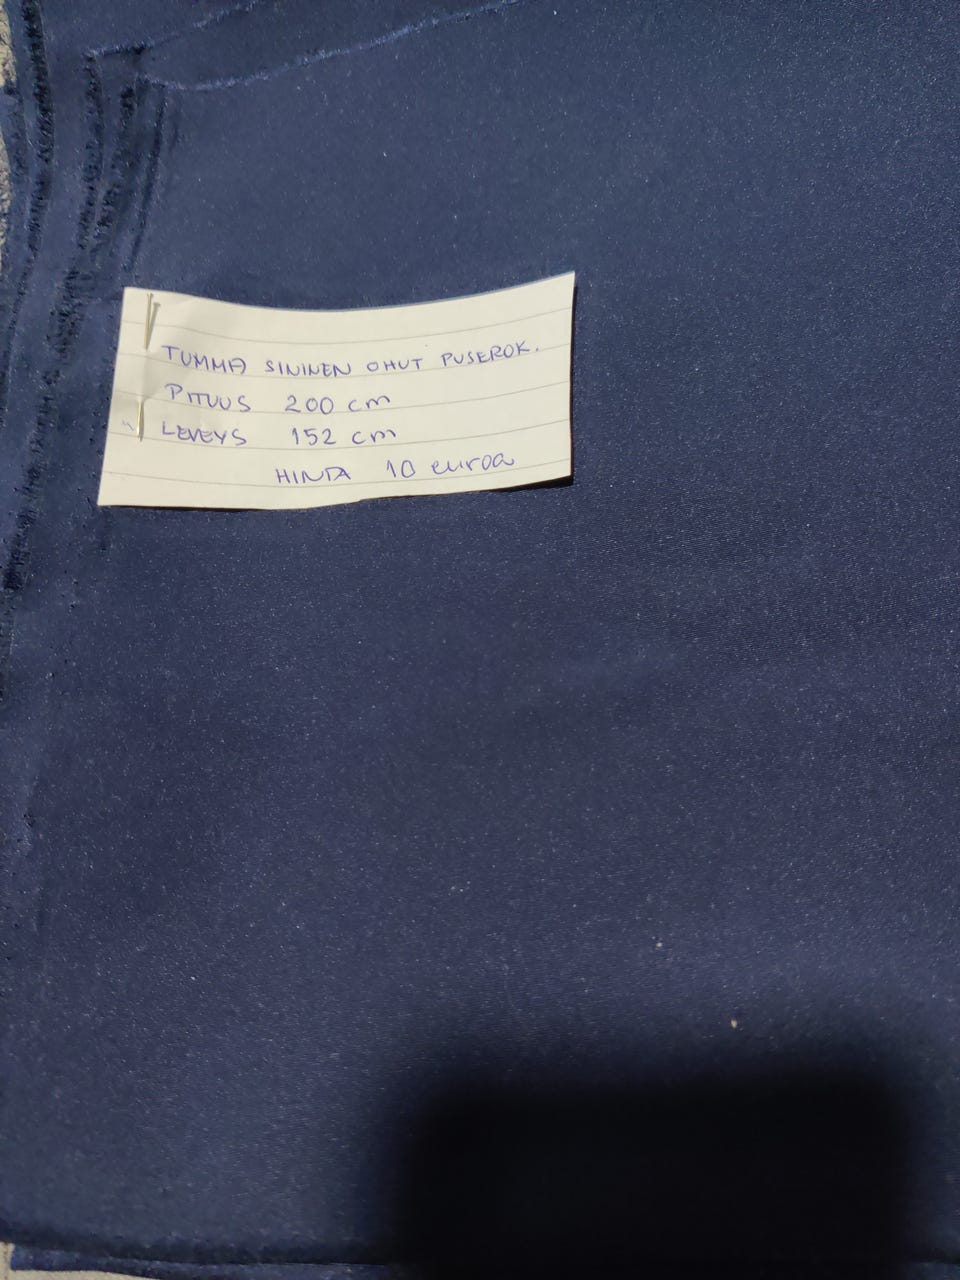 TUMMA SININEN OHUT PUSEROK.
PITUUS 200 cm
LEVEYS 152 cm
HINTA 10 euroa